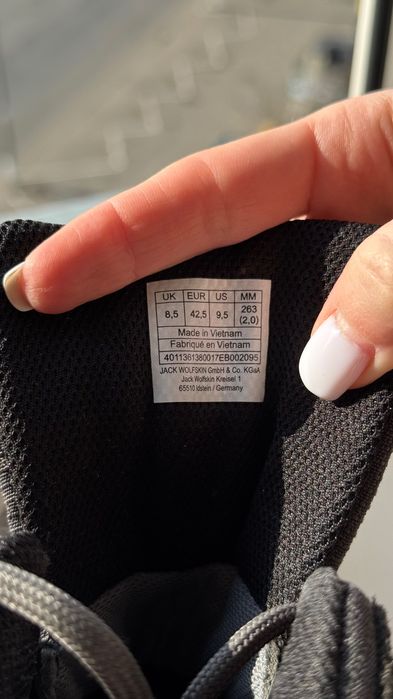 UK EUR US MM
8,5 42,5 9,5 263 (2,0)
Made in Vietnam
Fabriqué en Vietnam
4011361380017EB002095
JACK WOLFSKIN GmbH & Co. KGaA
Jack Wolfskin Kreisel 1
65510 Idstein / Germany